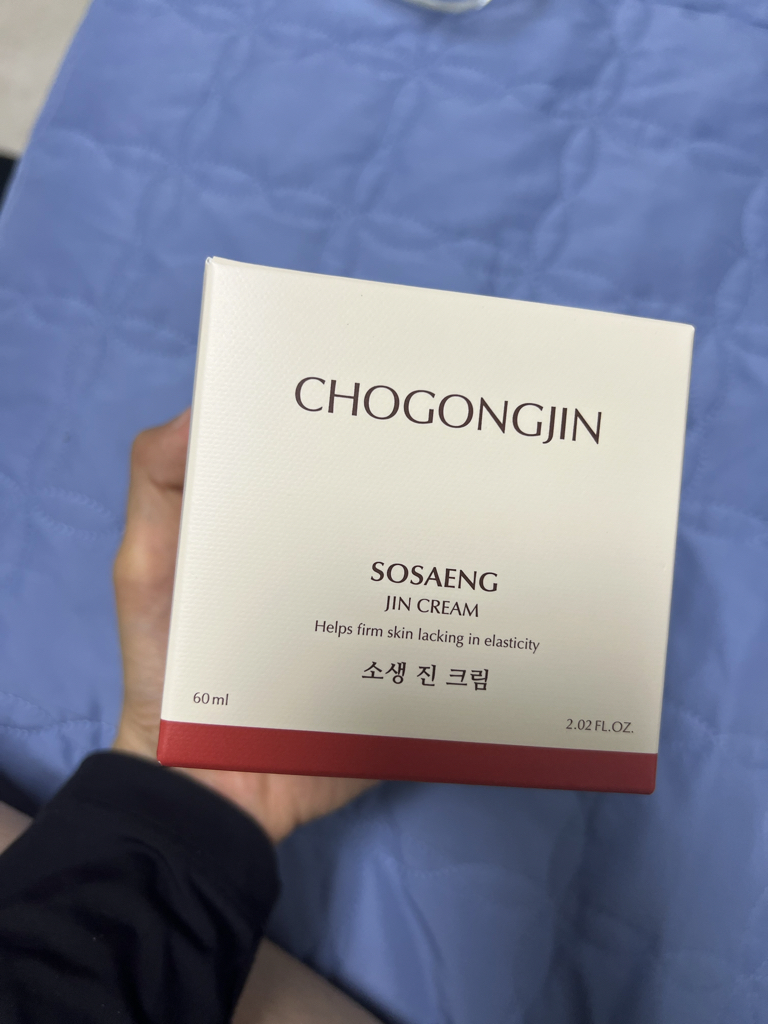 CHOGONGJIN
SOSAENG
JIN CREAM
Helps firm skin lacking in elasticity
소생 진 크림
60 ml
2.02 FL.OZ.